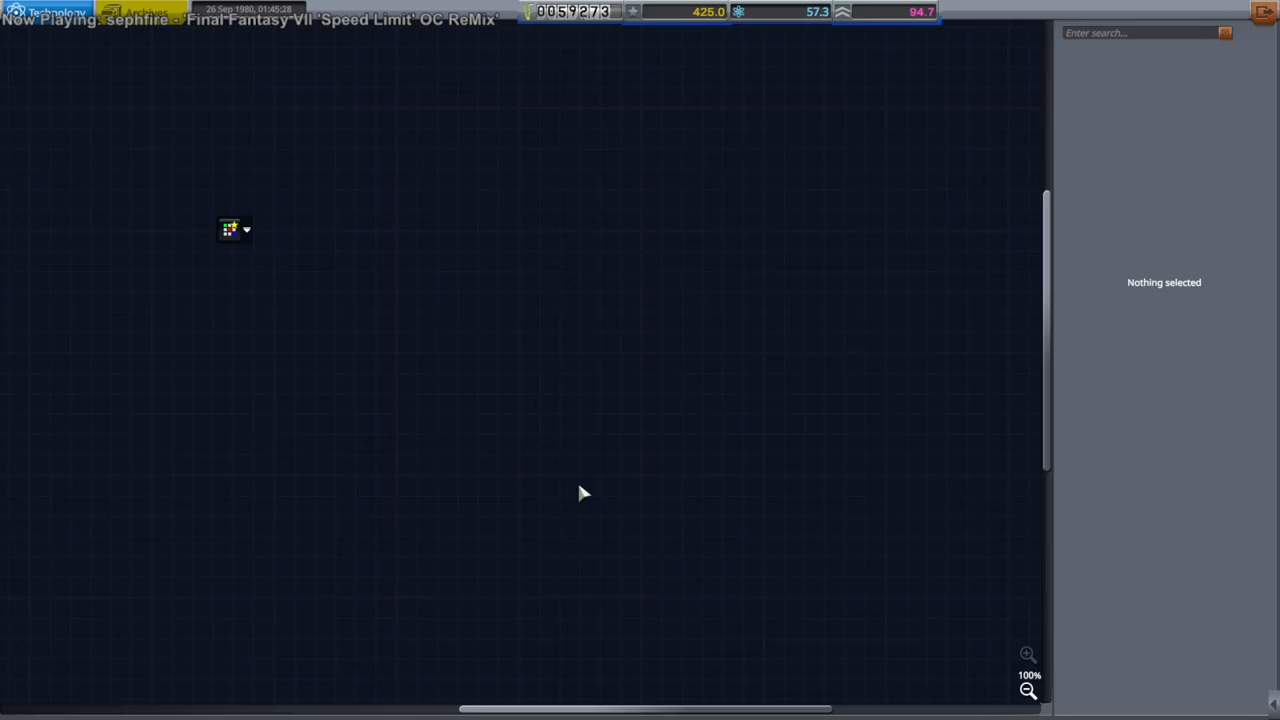 Technology
Archives
26 Sep 1980, 01:45:28
Now Playing: sephfire - 'Final Fantasy VII 'Speed Limit' OC ReMix'
0059273
425.0
57.3
94.7
Enter search...
Nothing selected
100%